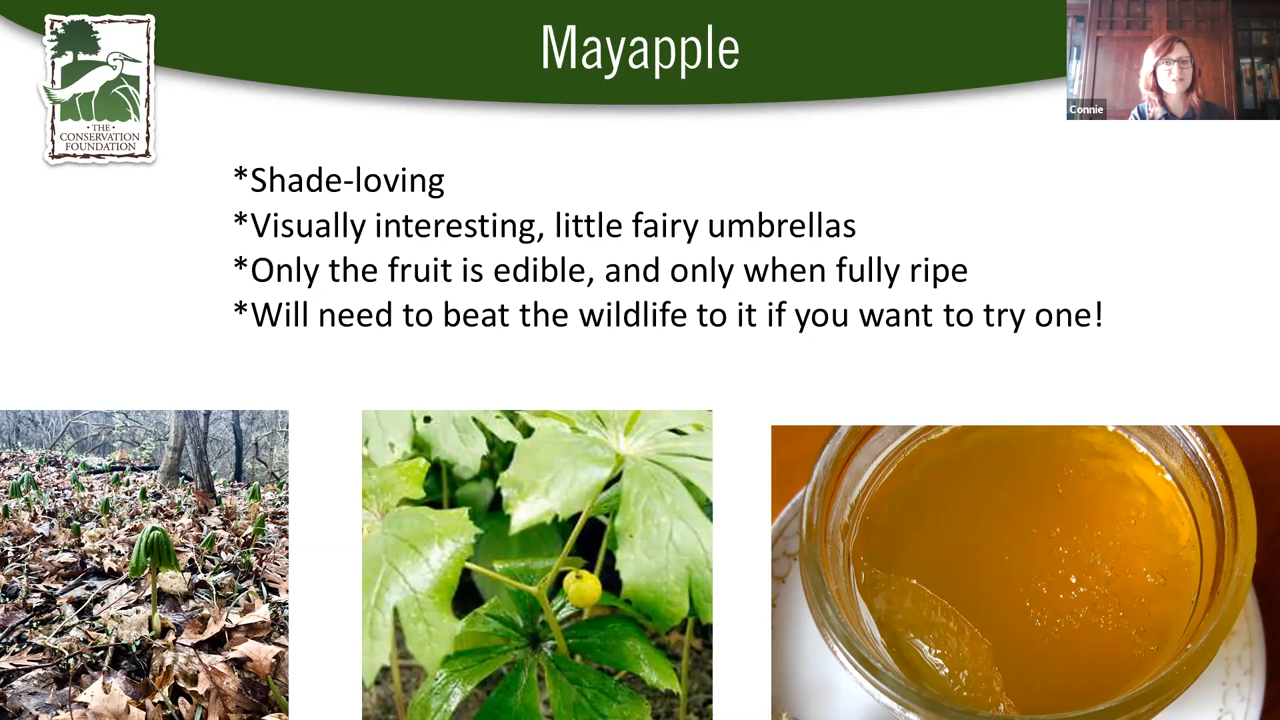 Mayapple
Connie
• THE •
CONSERVATION
FOUNDATION
*Shade-loving
*Visually interesting, little fairy umbrellas
*Only the fruit is edible, and only when fully ripe
*Will need to beat the wildlife to it if you want to try one!